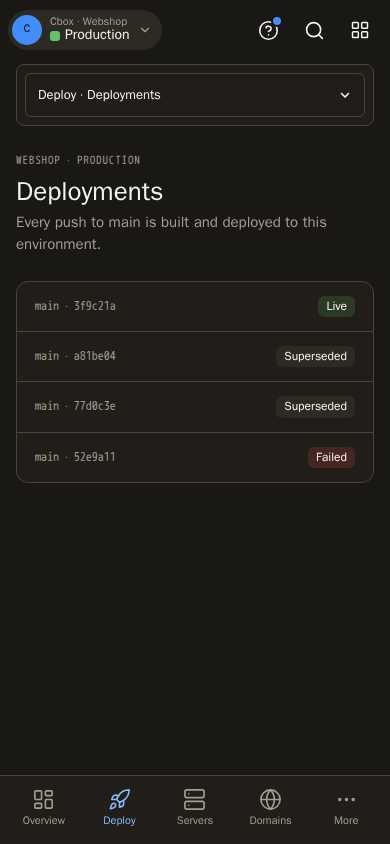 C
Cbox · Webshop
Production
Deploy · Deployments
WEBSHOP · PRODUCTION
Deployments
Every push to main is built and deployed to this
environment.
main · 3f9c21a
Live
main · a81be04
Superseded
main · 77d0c3e
Superseded
main · 52e9a11
Failed
Overview
Deploy
Servers
Domains
More